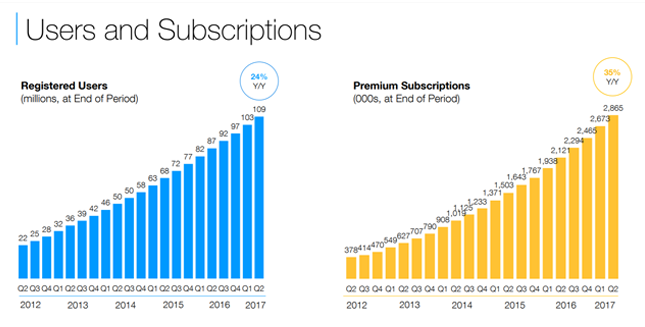 Users and Subscriptions
Registered Users
(millions, at End of Period)
24%
Y/Y
22 25 28 32 36 39 42 46 50 50 58 63 68 72 77 82 87 92 97 103 109
Q2 Q3 Q4 Q1 Q2 Q3 Q4 Q1 Q2 Q3 Q4 Q1 Q2 Q3 Q4 Q1 Q2 Q3 Q4 Q1 Q2
2012 2013 2014 2015 2016 2017
Premium Subscriptions
(000s, at End of Period)
35%
Y/Y
378 414 470 549 627 707 790 908 1,019 1,125 1,233 1,371 1,503 1,643 1,767 1,938 2,121 2,294 2,465 2,673 2,865
Q2 Q3 Q4 Q1 Q2 Q3 Q4 Q1 Q2 Q3 Q4 Q1 Q2 Q3 Q4 Q1 Q2 Q3 Q4 Q1 Q2
2012 2013 2014 2015 2016 2017